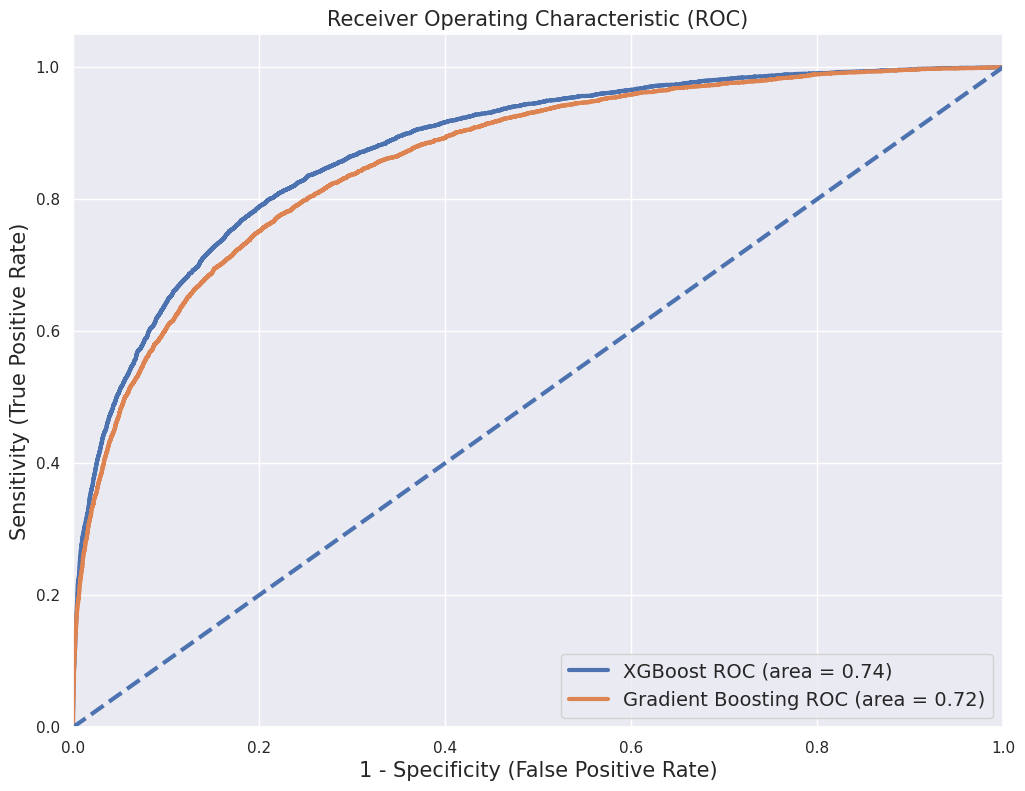 Receiver Operating Characteristic (ROC)
1.0
0.8
0.6
0.4
0.2
0.0
Sensitivity (True Positive Rate)
XGBoost ROC (area = 0.74)
Gradient Boosting ROC (area = 0.72)
0.0 0.2 0.4 0.6 0.8 1.0
1 - Specificity (False Positive Rate)